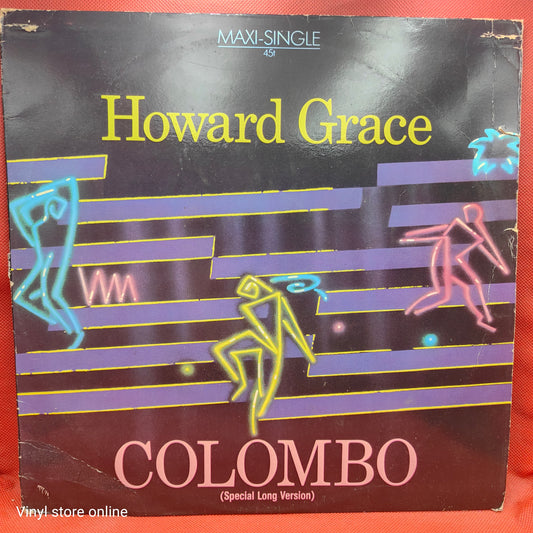 MAXI-SINGLE
45t
Howard Grace
COLOMBO
(Special Long Version)
Vinyl store online